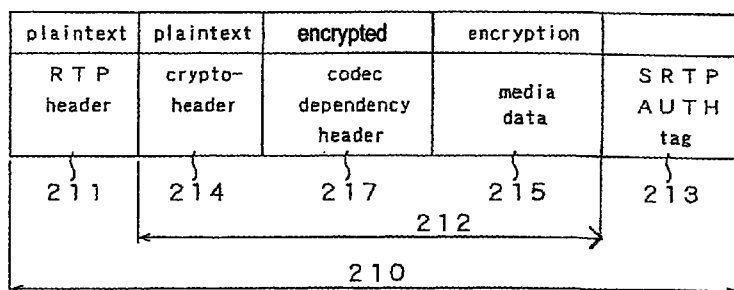 plaintext plaintext encrypted encryption
RTP header
crypto-header
codec dependency header
media data
SRTP AUTH tag
211 214 217 215 213
212
210